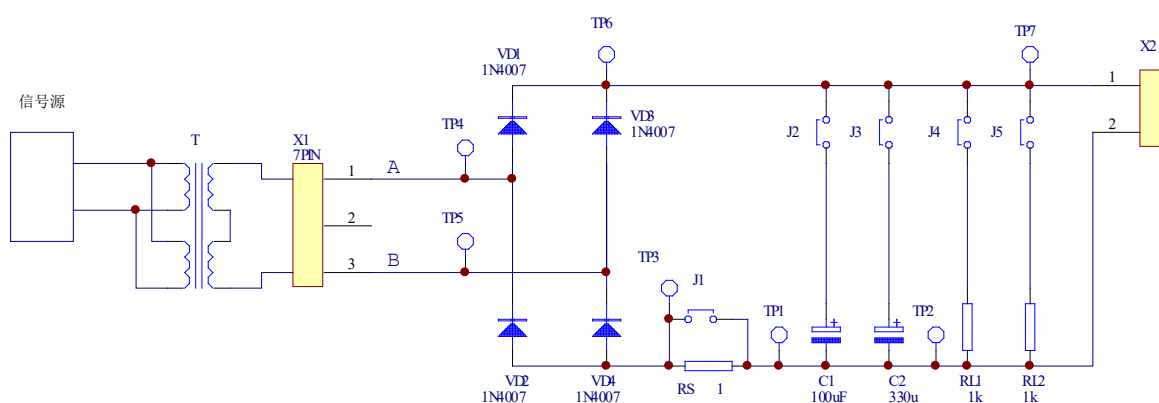 TP6
TP7
X2
VD1
1N4007
1
信号源
VD3
1N4007
J2
J3
J4
J5
2
T
X1
7PIN
TP4
1
A
TP5
2
3
B
TP3
J1
TP1
TP2
VD2
1N4007
VD4
1N4007
RS
1
C1
100uF
C2
330u
RL1
1k
RL2
1k